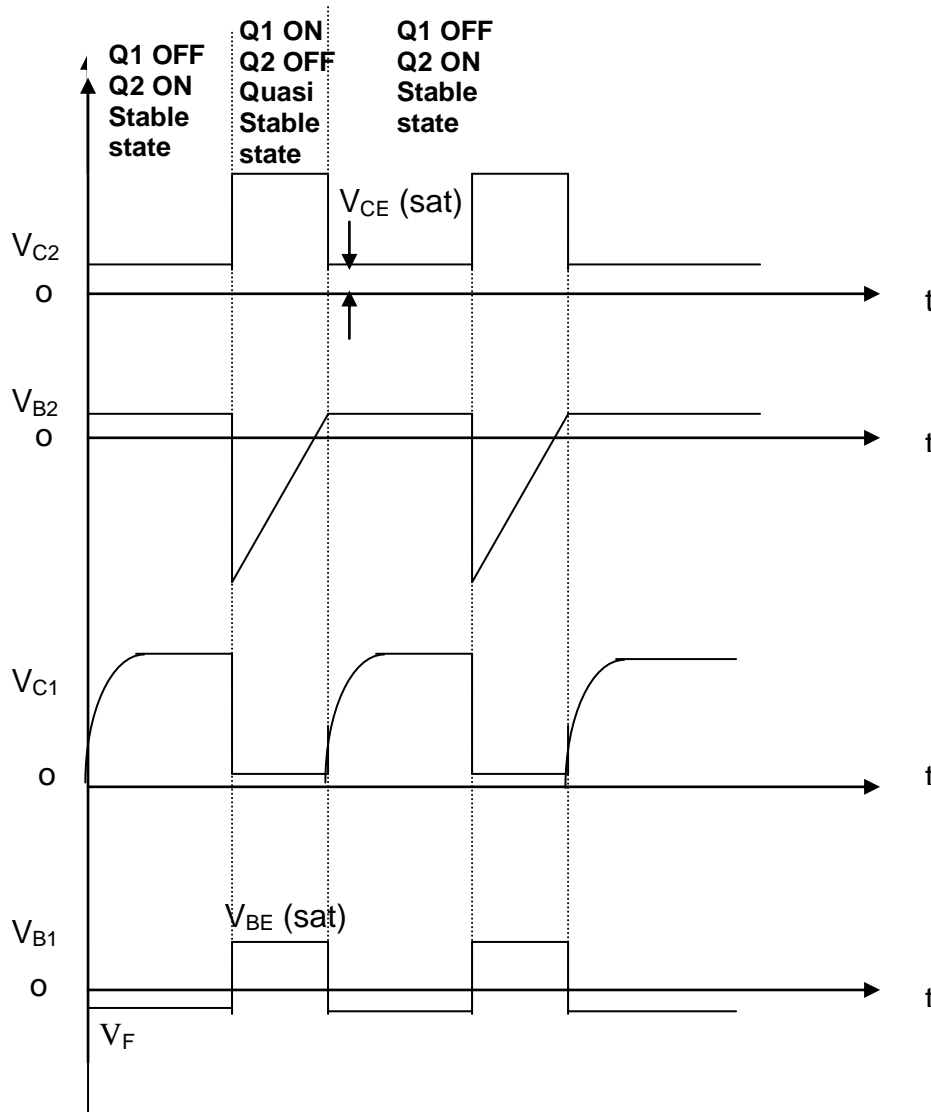 Q1 OFF
Q2 ON
Stable
state
Q1 ON
Q2 OFF
Quasi
Stable
state
Q1 OFF
Q2 ON
Stable
state
VCE (sat)
VC2
o
t
VB2
o
t
VC1
o
t
VBE (sat)
VB1
o
t
VF